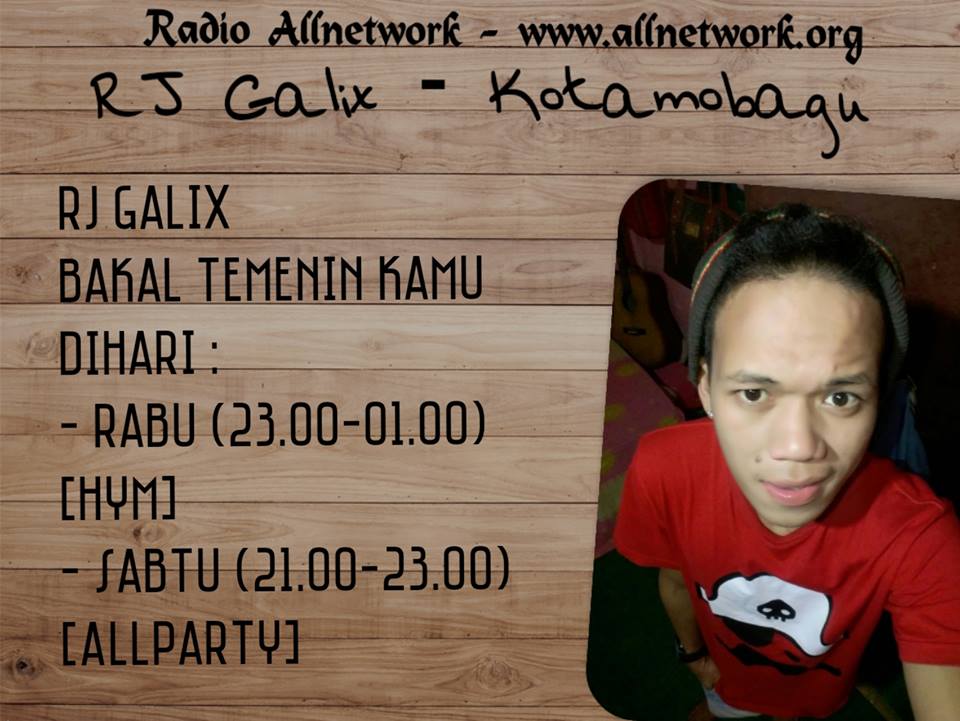 Radio Allnetwork - www.allnetwork.org
RJ Galix - Kotamobagu
RJ GALIX
BAKAL TEMENIN KAMU
DIHARI :
- RABU (23.00-01.00)
[HYM]
- SABTU (21.00-23.00)
[ALLPARTY]